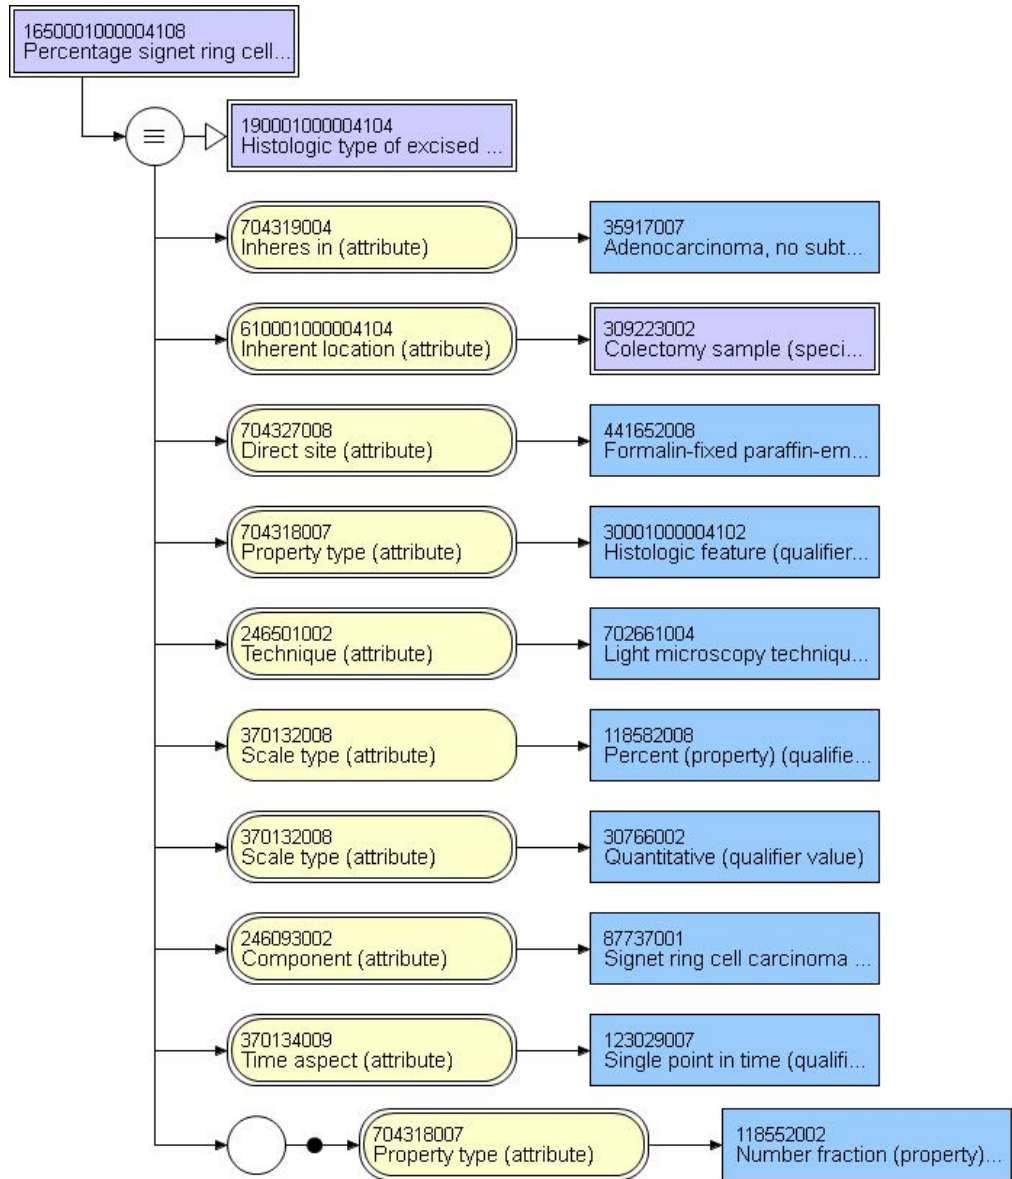 1650001000004108
Percentage signet ring cell...
190001000004104
Histologic type of excised ...
704319004
Inheres in (attribute)
35917007
Adenocarcinoma, no subt...
610001000004104
Inherent location (attribute)
309223002
Colectomy sample (speci...
704327008
Direct site (attribute)
441652008
Formalin-fixed paraffin-em...
704318007
Property type (attribute)
30001000004102
Histologic feature (qualifier...
246501002
Technique (attribute)
702661004
Light microscopy techniqu...
370132008
Scale type (attribute)
118582008
Percent (property) (qualifie...
370132008
Scale type (attribute)
30766002
Quantitative (qualifier value)
246093002
Component (attribute)
87737001
Signet ring cell carcinoma ...
370134009
Time aspect (attribute)
123029007
Single point in time (qualifi...
704318007
Property type (attribute)
118552002
Number fraction (property)...